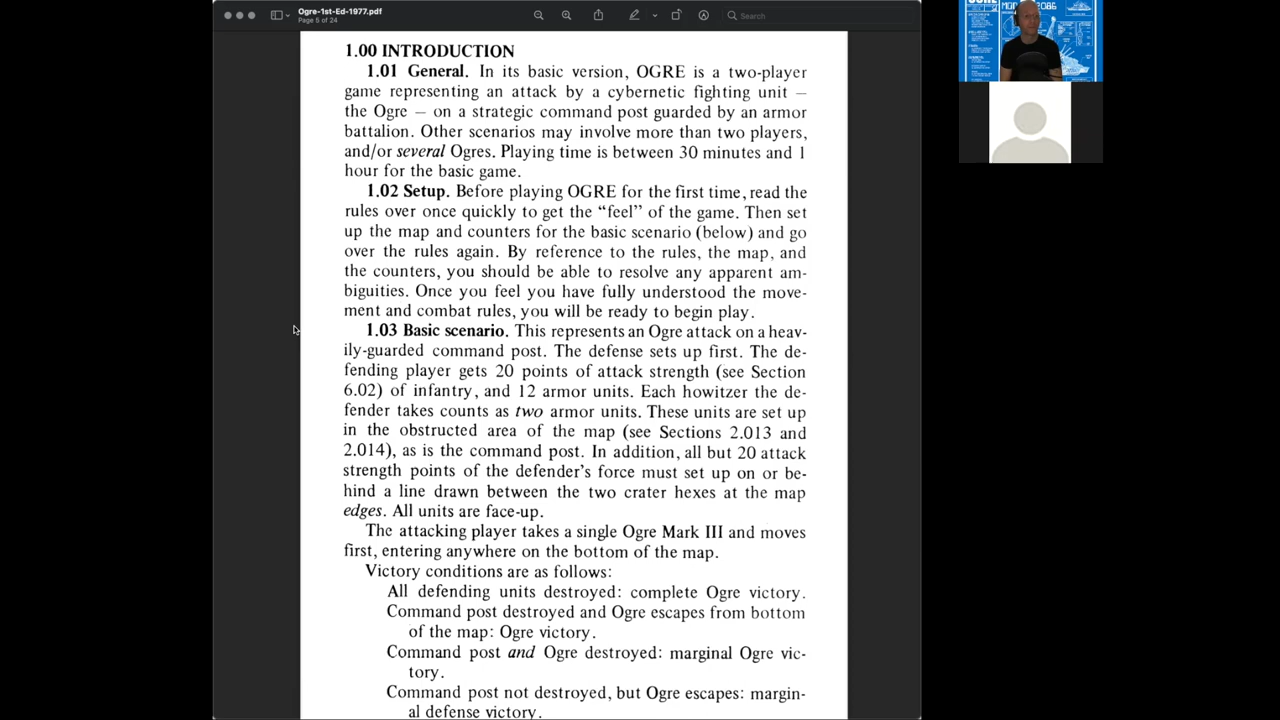 Ogre-1st-Ed-1977.pdf
Page 5 of 24
Search
1.00 INTRODUCTION
1.01 General. In its basic version, OGRE is a two-player
game representing an attack by a cybernetic fighting unit —
the Ogre — on a strategic command post guarded by an armor
battalion. Other scenarios may involve more than two players,
and/or several Ogres. Playing time is between 30 minutes and 1
hour for the basic game.
1.02 Setup. Before playing OGRE for the first time, read the
rules over once quickly to get the “feel” of the game. Then set
up the map and counters for the basic scenario (below) and go
over the rules again. By reference to the rules, the map, and
the counters, you should be able to resolve any apparent am-
biguities. Once you feel you have fully understood the move-
ment and combat rules, you will be ready to begin play.
1.03 Basic scenario. This represents an Ogre attack on a heav-
ily-guarded command post. The defense sets up first. The de-
fending player gets 20 points of attack strength (see Section
6.02) of infantry, and 12 armor units. Each howitzer the de-
fender takes counts as two armor units. These units are set up
in the obstructed area of the map (see Sections 2.013 and
2.014), as is the command post. In addition, all but 20 attack
strength points of the defender’s force must set up on or be-
hind a line drawn between the two crater hexes at the map
edges. All units are face-up.
The attacking player takes a single Ogre Mark III and moves
first, entering anywhere on the bottom of the map.
Victory conditions are as follows:
All defending units destroyed: complete Ogre victory.
Command post destroyed and Ogre escapes from bottom
of the map: Ogre victory.
Command post and Ogre destroyed: marginal Ogre vic-
tory.
Command post not destroyed, but Ogre escapes: margin-
al defense victory.